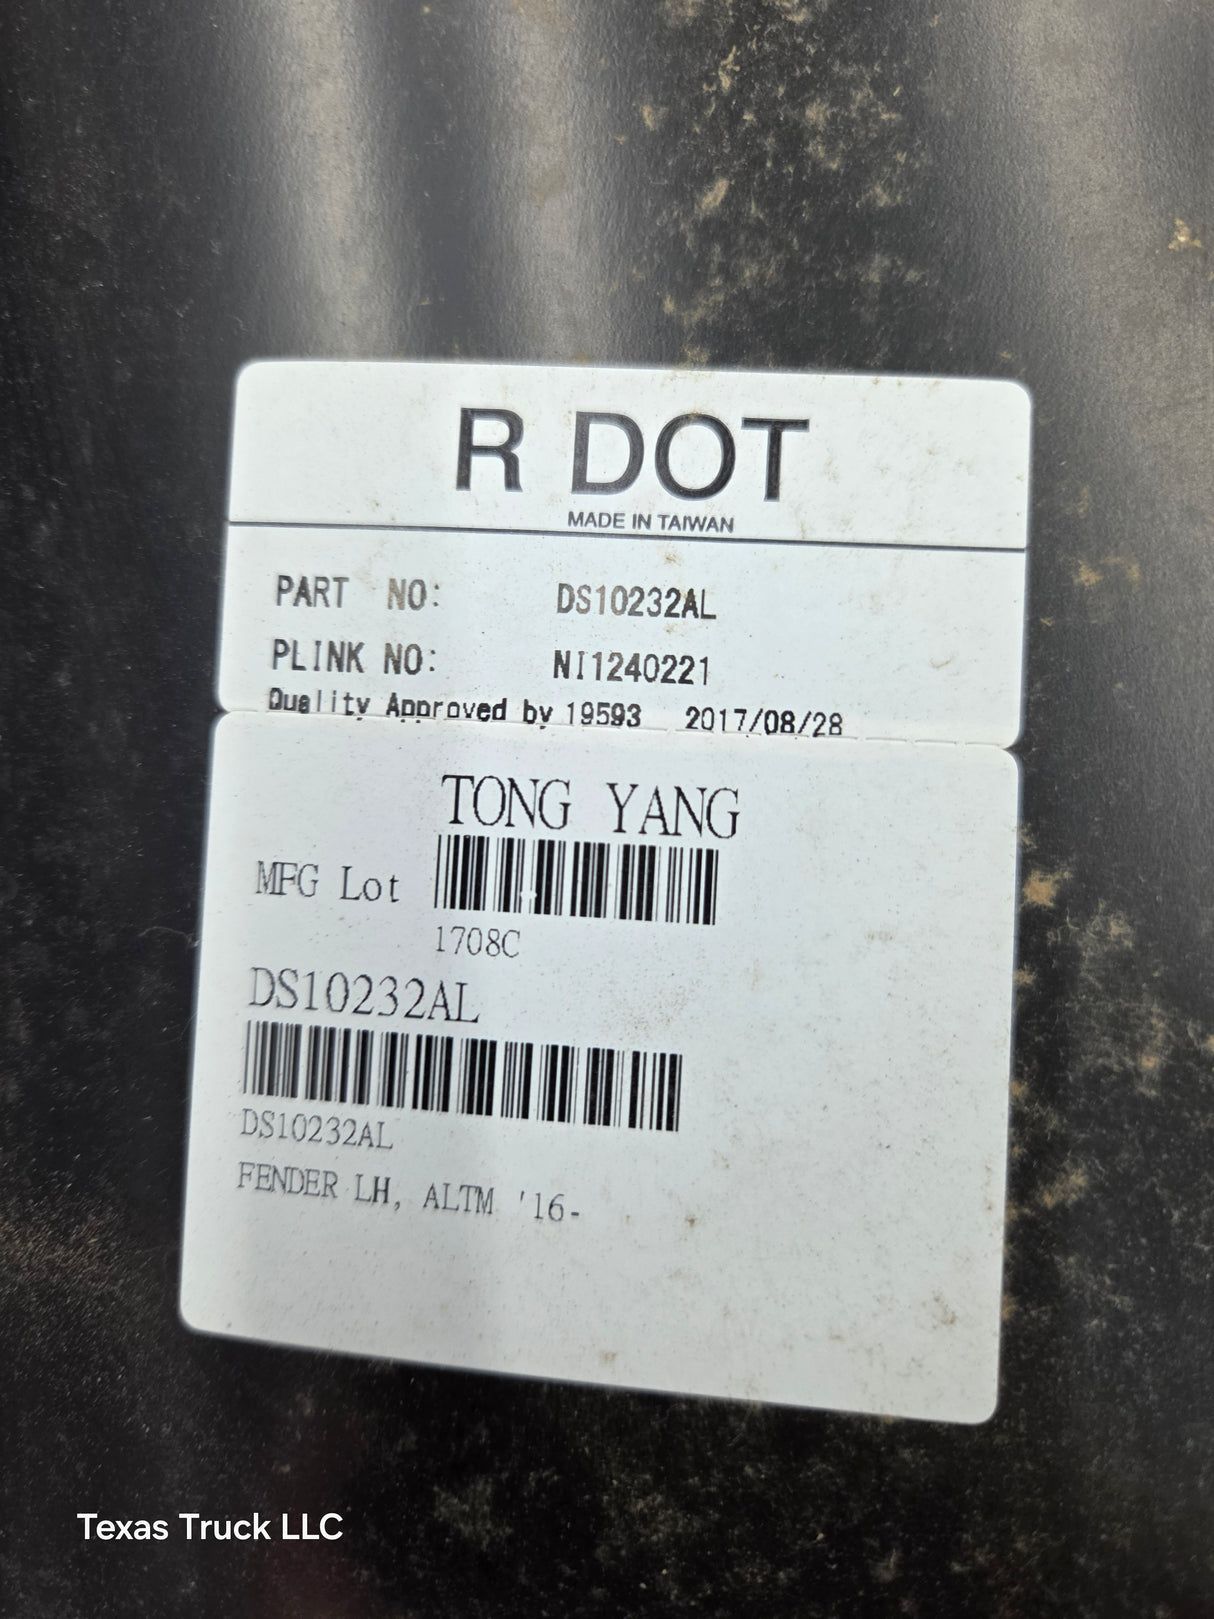 R DOT
MADE IN TAIWAN
PART NO: DS10232AL
PLINK NO: NI1240221
Quality Approved by 19593 2017/08/28
TONG YANG
MFG Lot
1708C
DS10232AL
DS10232AL
FENDER LH, ALTM '16-
Texas Truck LLC